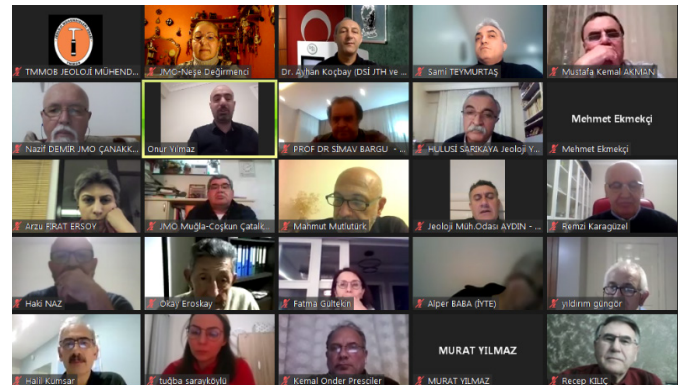 TMMOB JEOLOJİ MÜHEND...
JMO-Neşe Değirmenci
Dr. Ayhan Koçbay (DSİ JTH ve ...
Sami TEYMURTAŞ
Mustafa Kemal AKMAN
Nazif DEMİR JMO ÇANAKK...
Onur Yılmaz
PROF DR SIMAV BARGU - ...
HULUSİ SARIKAYA Jeoloji Y...
Mehmet Ekmekçi
Mehmet Ekmekçi
Arzu FIRAT ERSOY
JMO Muğla-Coşkun Çatalk...
Mahmut Mutlutürk
Jeoloji Müh.Odası AYDIN - ...
Remzi Karagüzel
Haki NAZ
Okay Eroskay
Fatma Gültekin
Alper BABA (İYTE)
yıldırım güngör
Halil Kumsar
tuğba sarayköylü
Kemal Onder Presciler
MURAT YILMAZ
MURAT YILMAZ
Recep KILIÇ